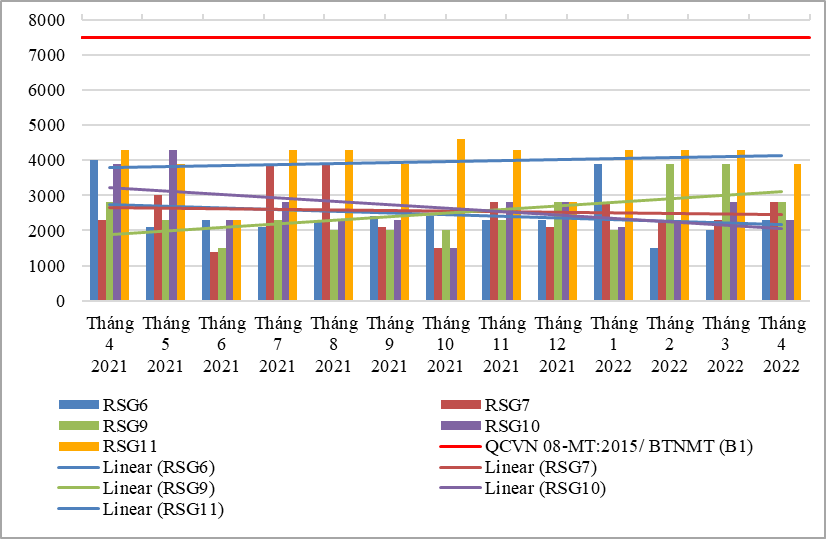 8000
7000
6000
5000
4000
3000
2000
1000
0
Tháng 4 2021
Tháng 5 2021
Tháng 6 2021
Tháng 7 2021
Tháng 8 2021
Tháng 9 2021
Tháng 10 2021
Tháng 11 2021
Tháng 12 2021
Tháng 1 2022
Tháng 2 2022
Tháng 3 2022
Tháng 4 2022
RSG6
RSG7
RSG9
RSG10
RSG11
QCVN 08-MT:2015/ BTNMT (B1)
Linear (RSG6)
Linear (RSG7)
Linear (RSG9)
Linear (RSG10)
Linear (RSG11)